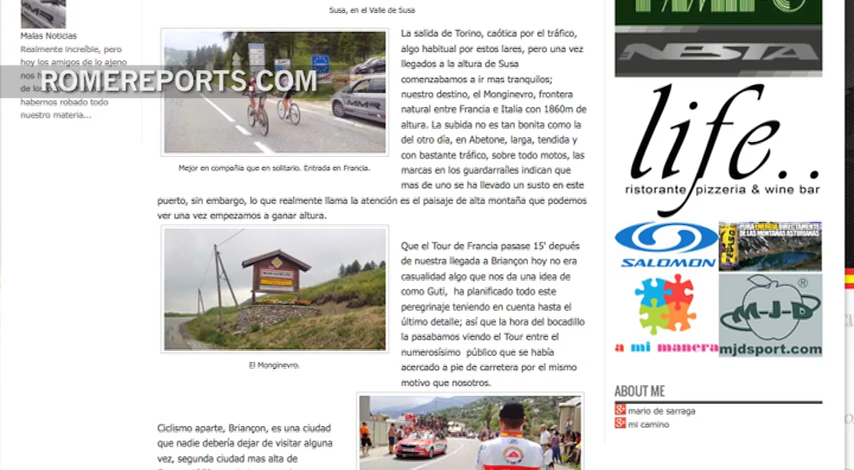 Susa, en el Valle de Susa
Malas Noticias
Realmente increíble, pero
hoy los amigos de lo ajeno
nos h
de lo
habernos robado todo
nuestro materia...
ROMEREPORTS.COM
MMR
Mejor en compañia que en solitario. Entrada en Francia.
La salida de Torino, caótica por el tráfico,
algo habitual por estos lares, pero una vez
llegados a la altura de Susa
comenzabamos a ir mas tranquilos;
nuestro destino, el Monginevro, frontera
natural entre Francia e Italia con 1860m de
altura. La subida no es tan bonita como la
del otro día, en Abetone, larga, tendida y
con bastante tráfico, sobre todo motos, las
marcas en los guardarraíles indican que
mas de uno se ha llevado un susto en este
puerto, sin embargo, lo que realmente llama la atención es el paisaje de alta montaña que podemos
ver una vez empezamos a ganar altura.
El Monginevro.
Que el Tour de Francia pasase 15' depués
de nuestra llegada a Briançon hoy no era
casualidad algo que nos da una idea de
como Guti, ha planificado todo este
peregrinaje teniendo en cuenta hasta el
último detalle; así que la hora del bocadillo
la pasabamos viendo el Tour entre el
numerosísimo público que se había
acercado a pie de carretera por el mismo
motivo que nosotros.
Ciclismo aparte, Briançon, es una ciudad
que nadie debería dejar de visitar alguna
vez, segunda ciudad mas alta de
NESTA
life..
ristorante pizzeria & wine bar
SALOMON
PURA ENERGIA DIRECTAMENTE
DE LAS MONTAÑAS ASTURIANAS
a mi manera
M-J-D
®
mjdsport.com
ABOUT ME
mario de sarraga
mi camino